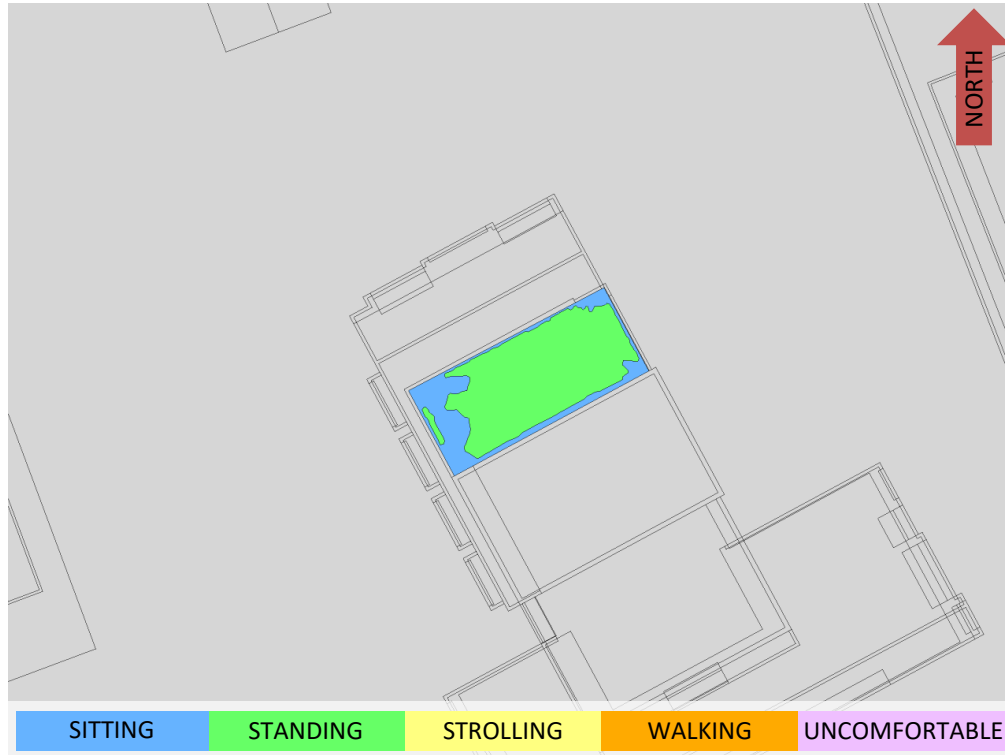 NORTH
SITTING
STANDING
STROLLING
WALKING
UNCOMFORTABLE